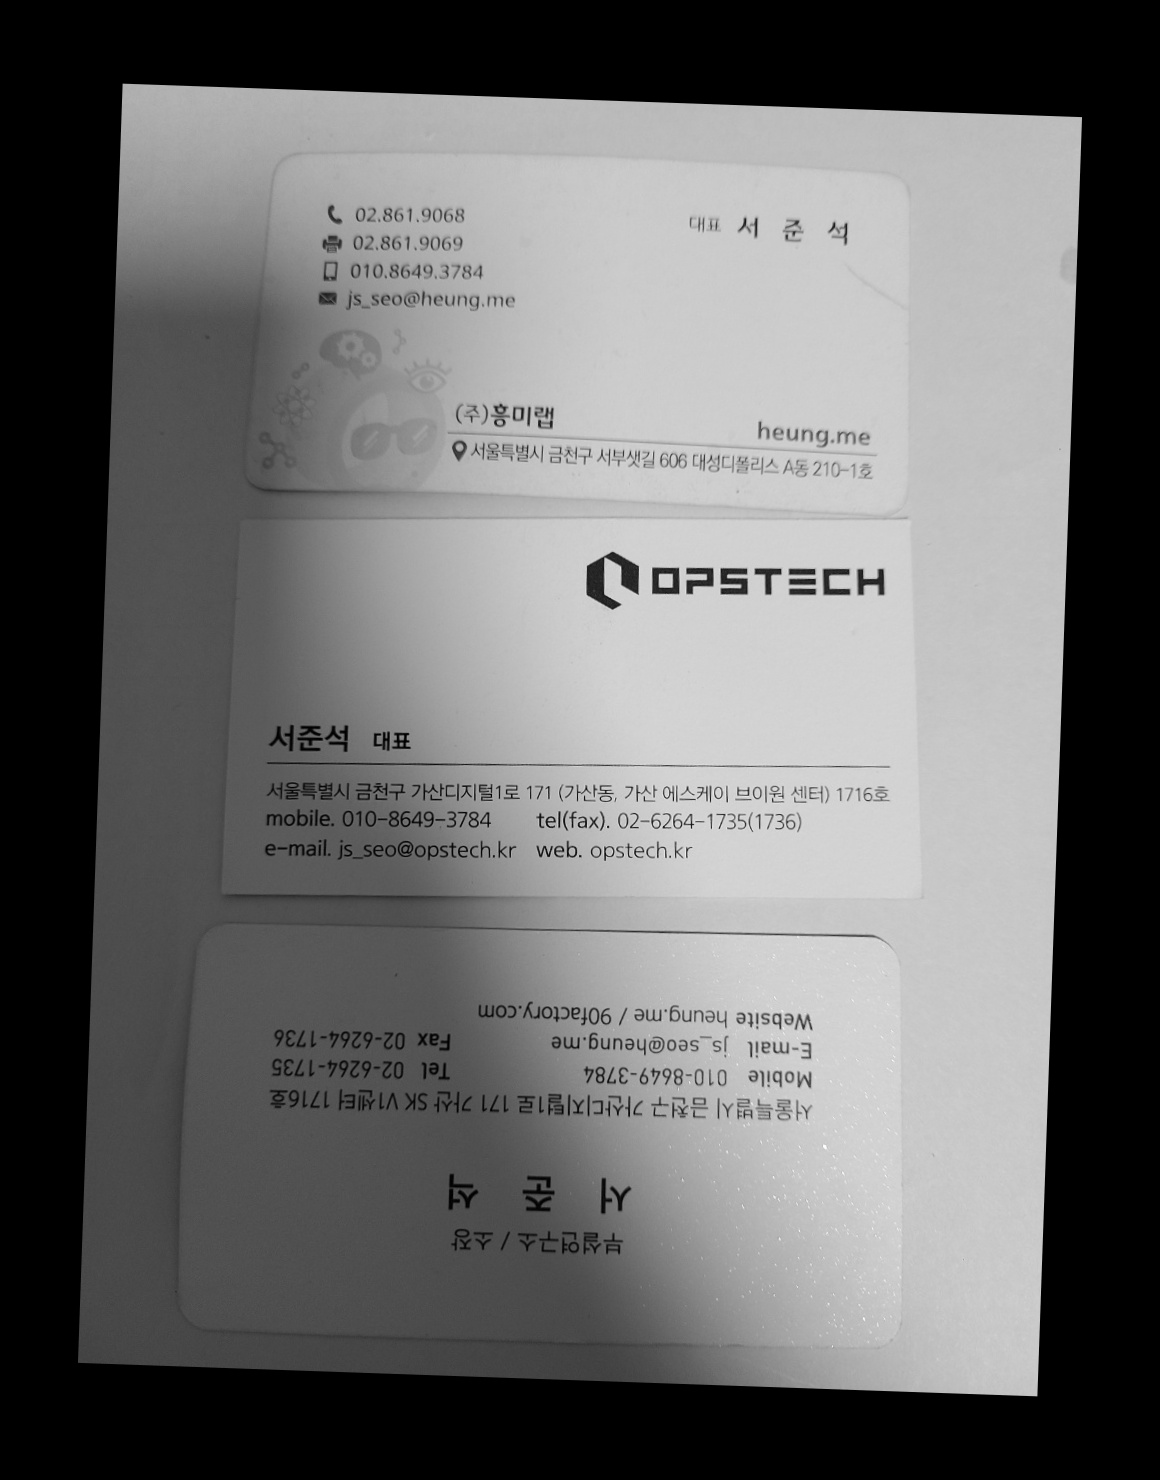 02.861.9068
대표 서 준 석
02.861.9069
010.8649.3784
js_seo@heung.me
(주)흥미랩
heung.me
서울특별시 금천구 서부샛길 606 대성디폴리스 A동 210-1호
OPSTECH
서준석 대표
서울특별시 금천구 가산디지털1로 171 (가산동, 가산 에스케이 브이원 센터) 1716호
mobile. 010-8649-3784 tel(fax). 02-6264-1735(1736)
e-mail. js_seo@opstech.kr web. opstech.kr
부설연구소 / 소장
서 준 석
서울특별시 금천구 가산디지털1로 171 가산 SK V1센터 1716호
Mobile 010-8649-3784 Tel 02-6264-1735
E-mail js_seo@heung.me Fax 02-6264-1736
Website heung.me / 90factory.com